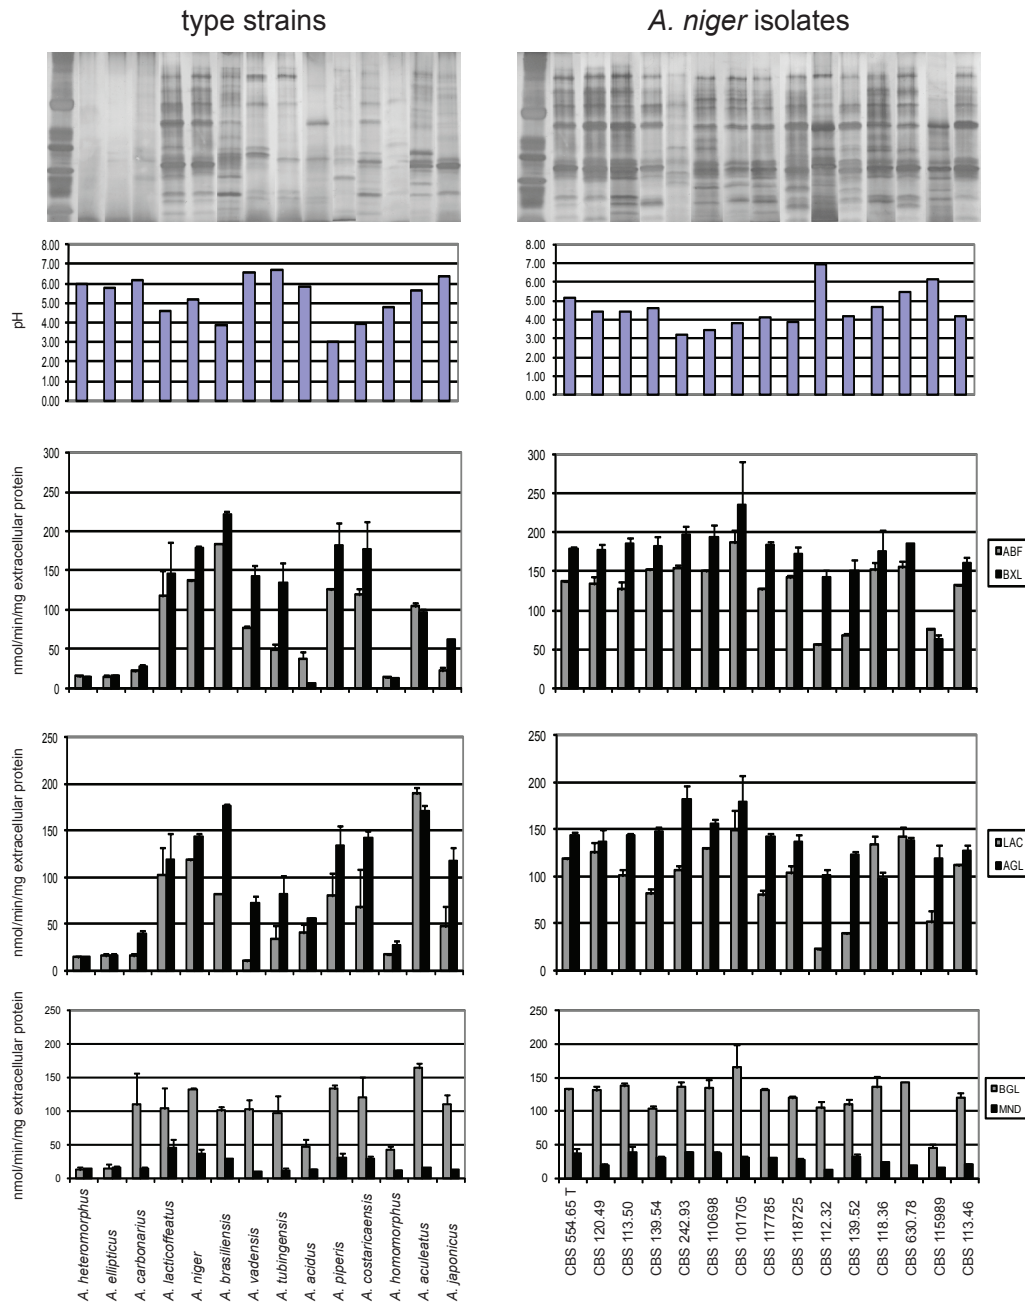 type strains
A. niger isolates
8.00
7.00
6.00
5.00
4.00
3.00
2.00
1.00
0.00
pH
8.00
7.00
6.00
5.00
4.00
3.00
2.00
1.00
0.00
300
250
200
150
100
50
0
nmol/min/mg extracellular protein
300
250
200
150
100
50
0
ABF
BXL
250
200
150
100
50
0
nmol/min/mg extracellular protein
250
200
150
100
50
0
LAC
AGL
250
200
150
100
50
0
nmol/min/mg extracellular protein
250
200
150
100
50
0
BGL
MND
A. heteromorphus
A. ellipticus
A. carbonarius
A. lacticoffeatus
A. niger
A. brasiliensis
A. vadensis
A. tubingensis
A. acidus
A. piperis
A. costaricaensis
A. homomorphus
A. aculeatus
A. japonicus
CBS 554.65 T
CBS 120.49
CBS 113.50
CBS 139.54
CBS 242.93
CBS 110698
CBS 101705
CBS 117785
CBS 118725
CBS 112.32
CBS 139.52
CBS 118.36
CBS 630.78
CBS 115989
CBS 113.46